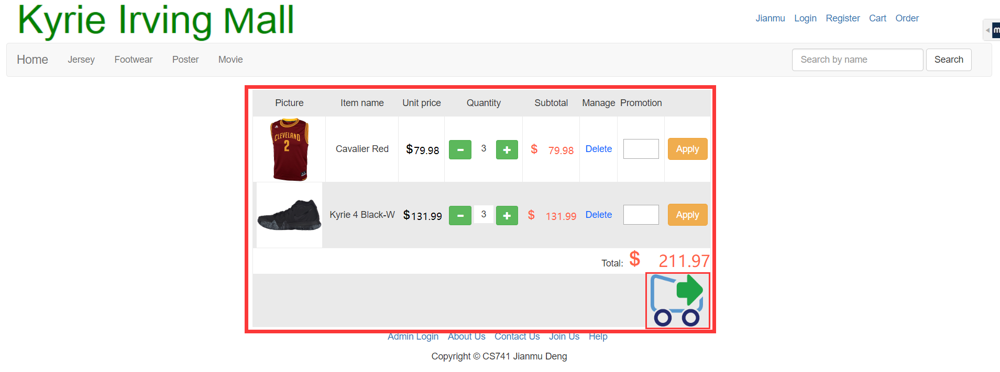 Kyrie Irving Mall
Jianmu Login Register Cart Order
m
Home Jersey Footwear Poster Movie Search by name Search
Picture Item name Unit price Quantity Subtotal Manage Promotion
CLEVELAND
2
Cavalier Red $79.98 − 3 + $ 79.98 Delete Apply
Kyrie 4 Black-W $131.99 − 3 + $ 131.99 Delete Apply
Total: $ 211.97
Admin Login About Us Contact Us Join Us Help
Copyright © CS741 Jianmu Deng